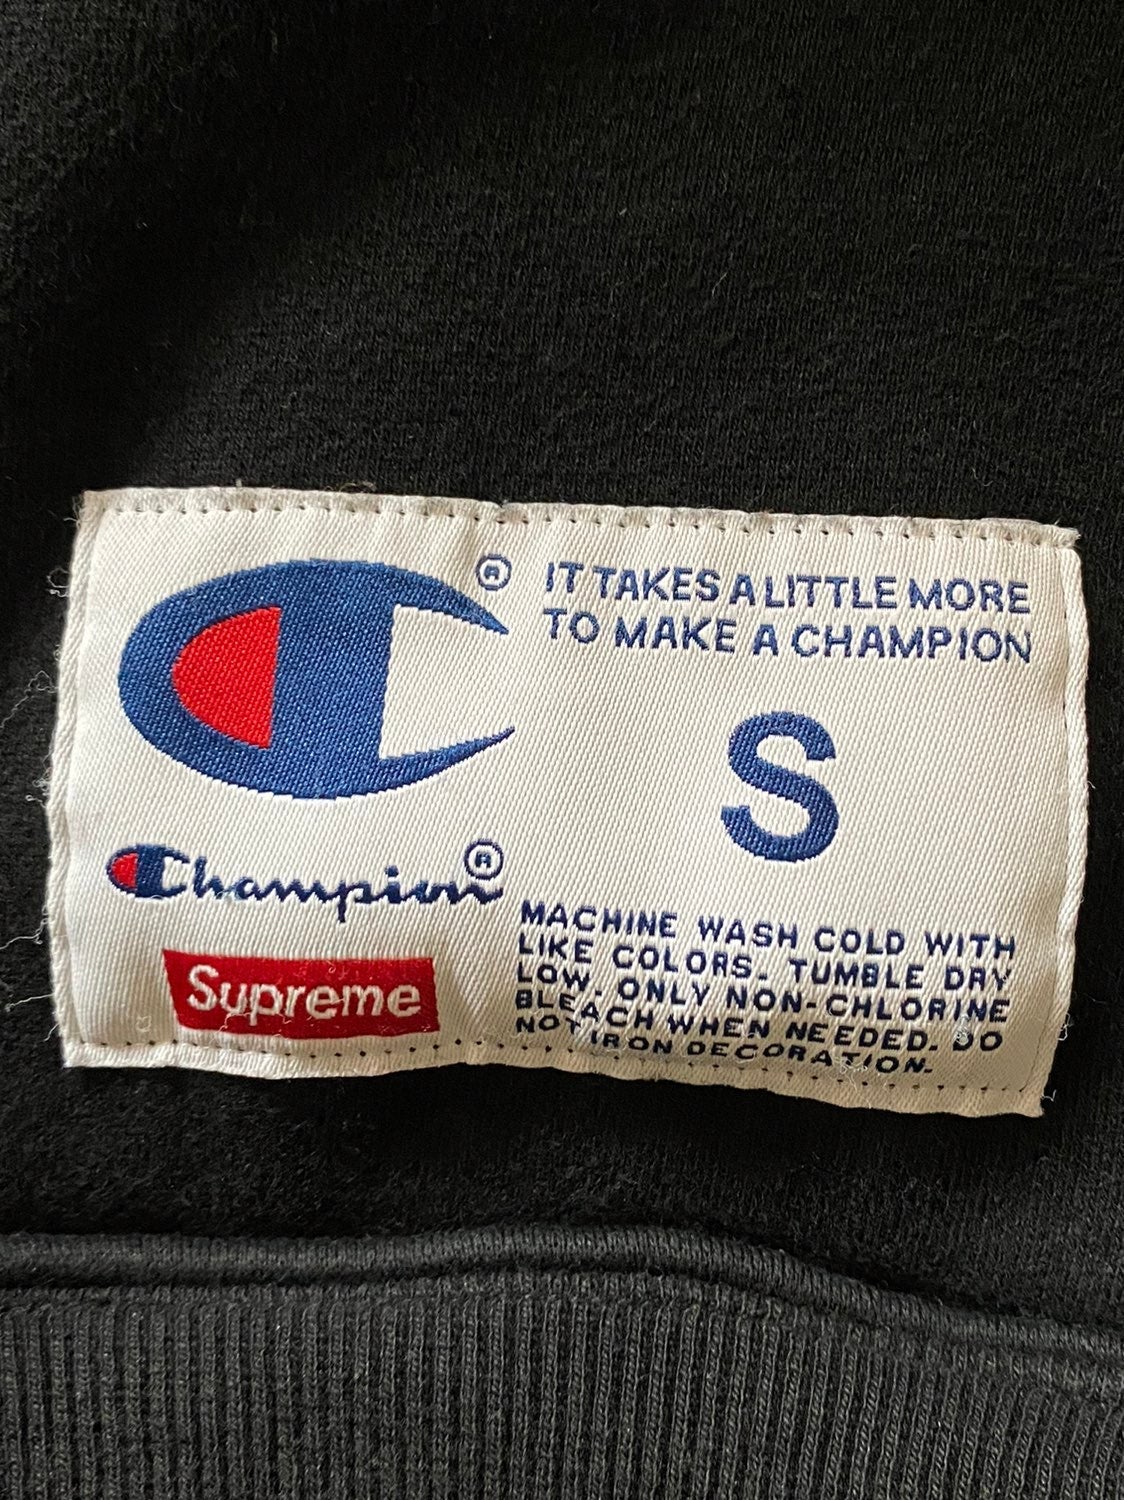 ®
IT TAKES A LITTLE MORE
TO MAKE A CHAMPION
S
Champion®
Supreme
MACHINE WASH COLD WITH
LIKE COLORS. TUMBLE DRY
LOW. ONLY NON-CHLORINE
BLEACH WHEN NEEDED. DO
NOT IRON DECORATION.